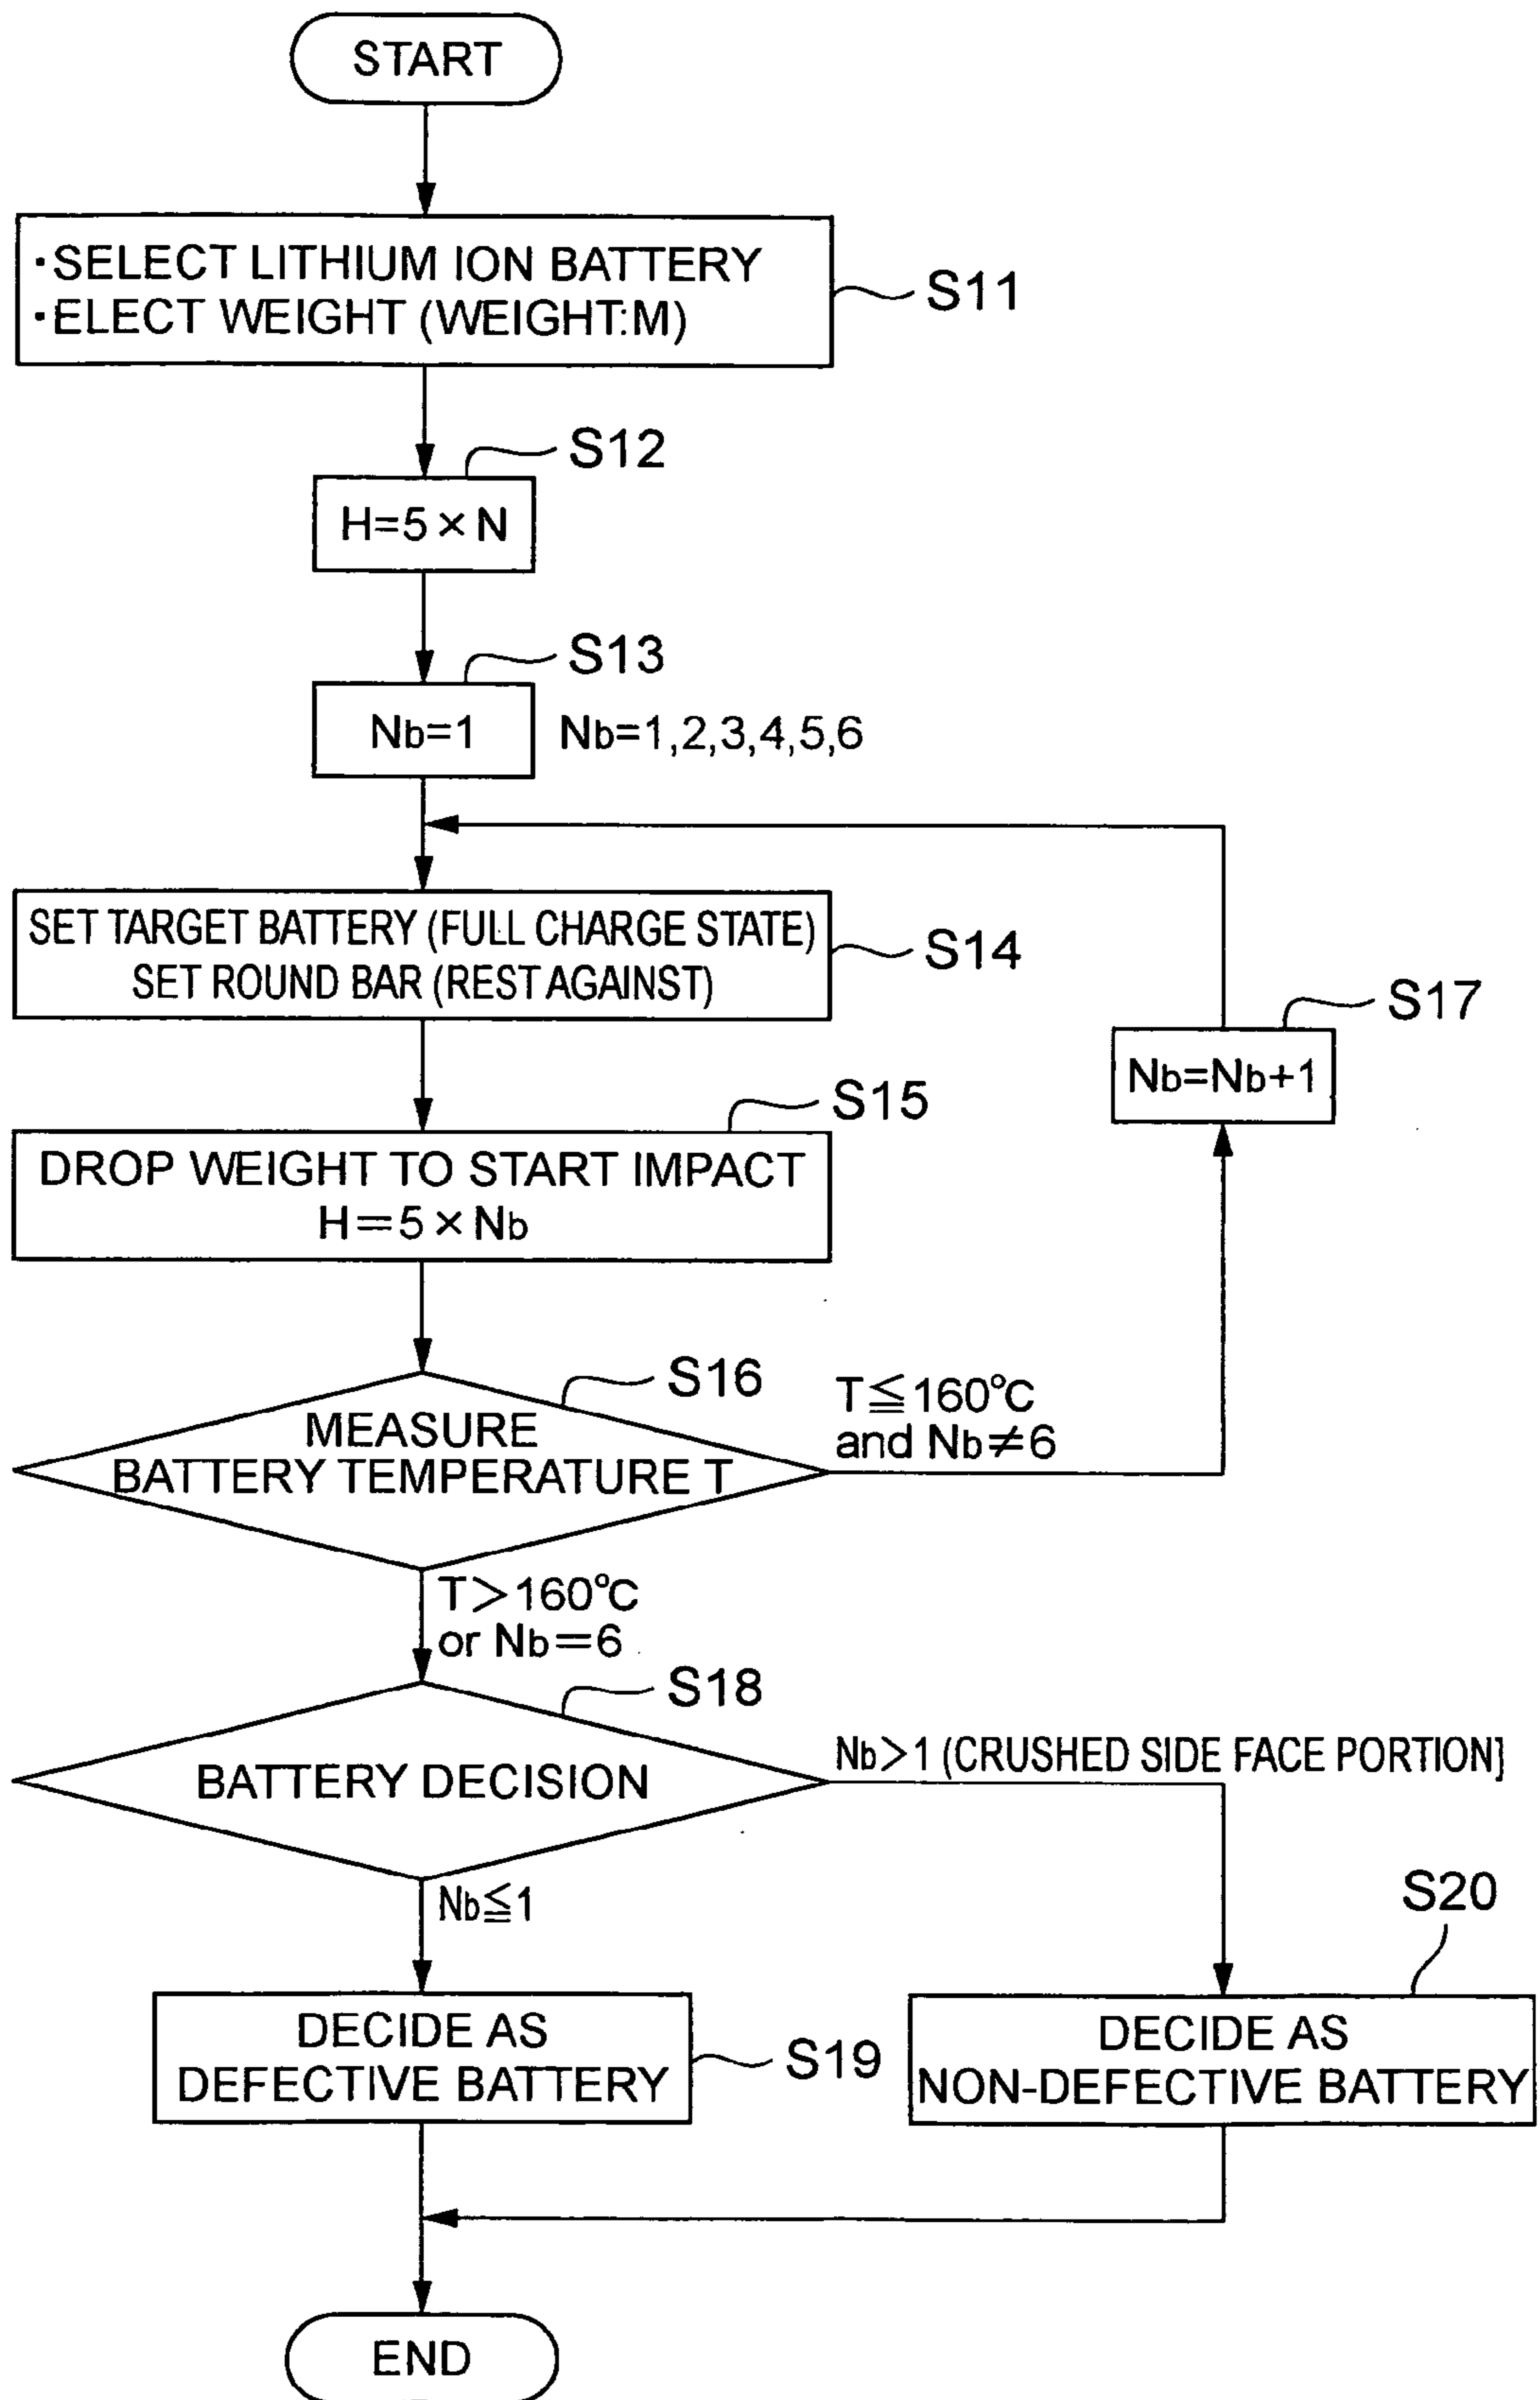 START
·SELECT LITHIUM ION BATTERY
·ELECT WEIGHT (WEIGHT:M)
S11
S12
H=5×N
S13
Nb=1
Nb=1,2,3,4,5,6
SET TARGET BATTERY (FULL CHARGE STATE)
SET ROUND BAR (REST AGAINST)
S14
S17
Nb=Nb+1
S15
DROP WEIGHT TO START IMPACT
H=5×Nb
S16
MEASURE
BATTERY TEMPERATURE T
T≦160℃
and Nb≠6
T>160℃
or Nb=6
S18
BATTERY DECISION
Nb>1 (CRUSHED SIDE FACE PORTION]
Nb≦1
S20
DECIDE AS
DEFECTIVE BATTERY
S19
DECIDE AS
NON-DEFECTIVE BATTERY
END